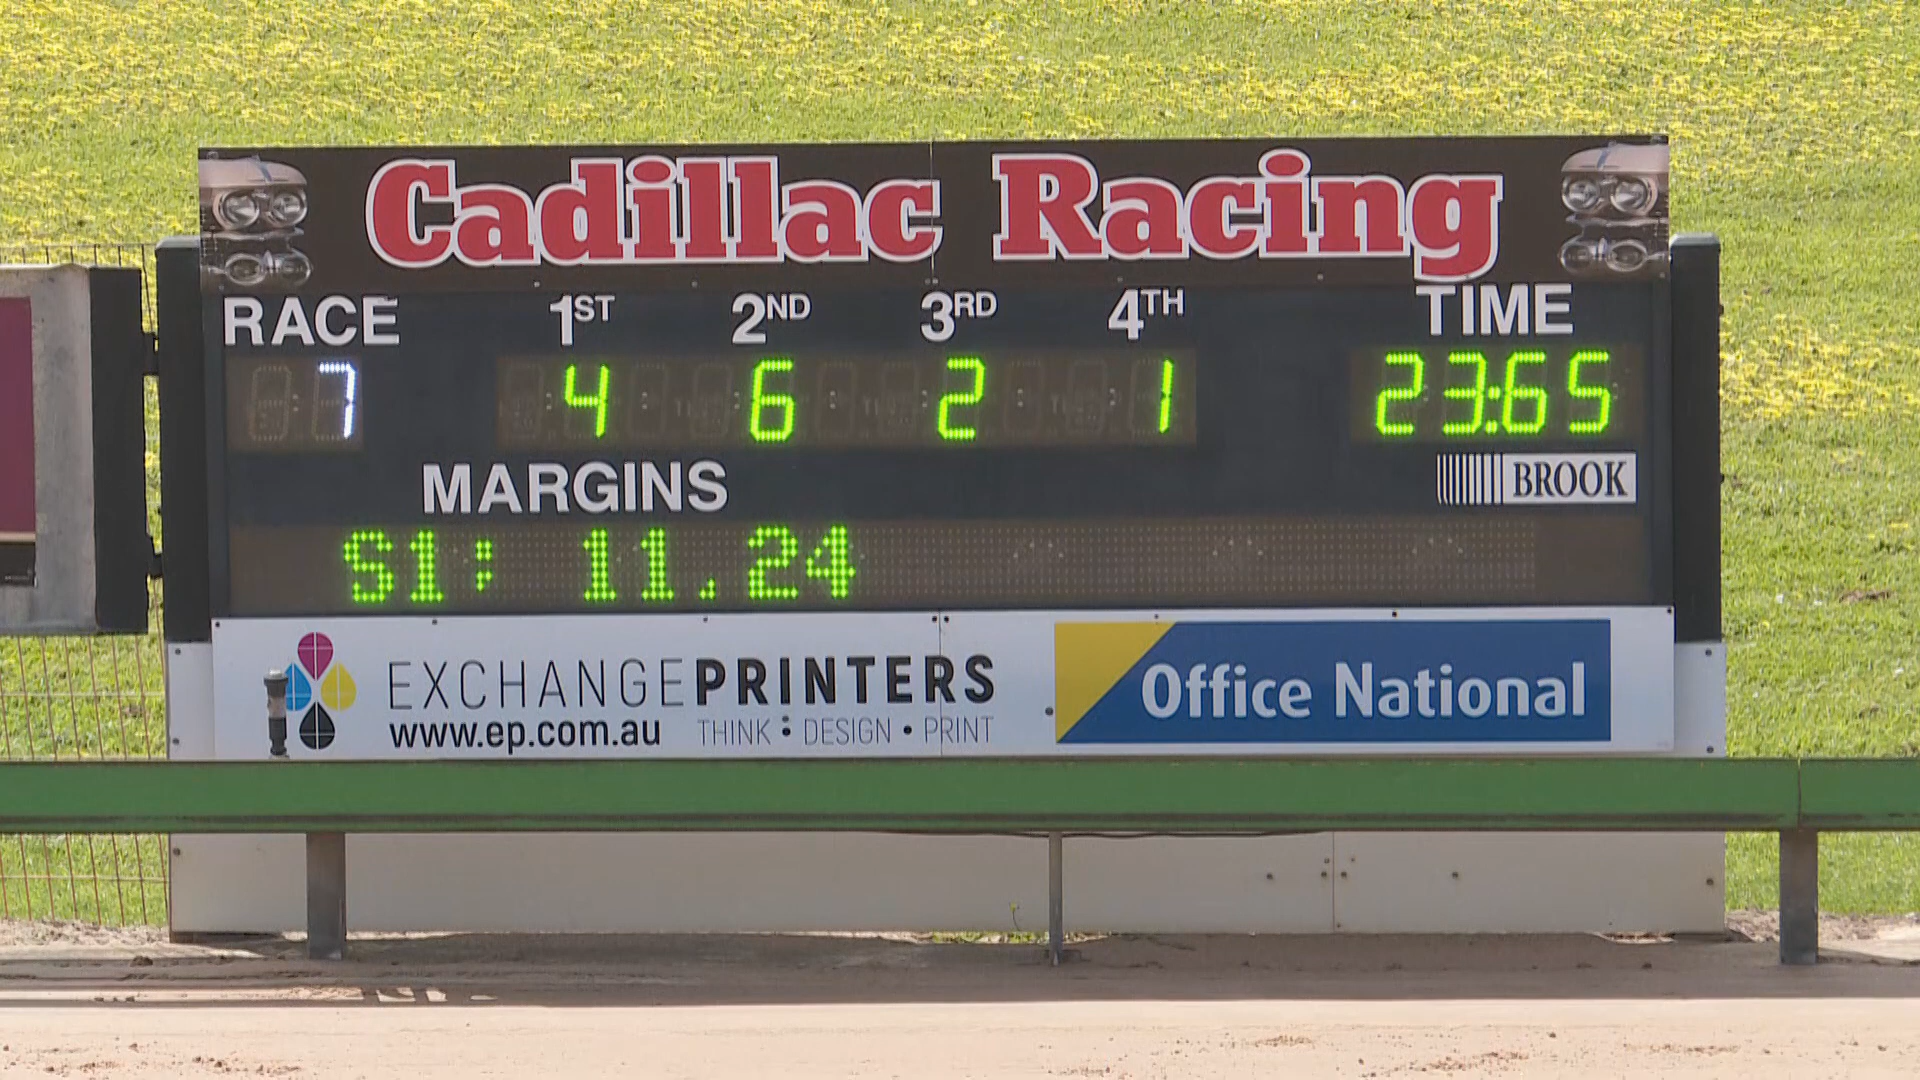 Cadillac Racing
RACE 1ST 2ND 3RD 4TH TIME
7 4 6 2 1 23:65
MARGINS BROOK
S1: 11.24
EXCHANGEPRINTERS Office National
www.ep.com.au THINK • DESIGN • PRINT